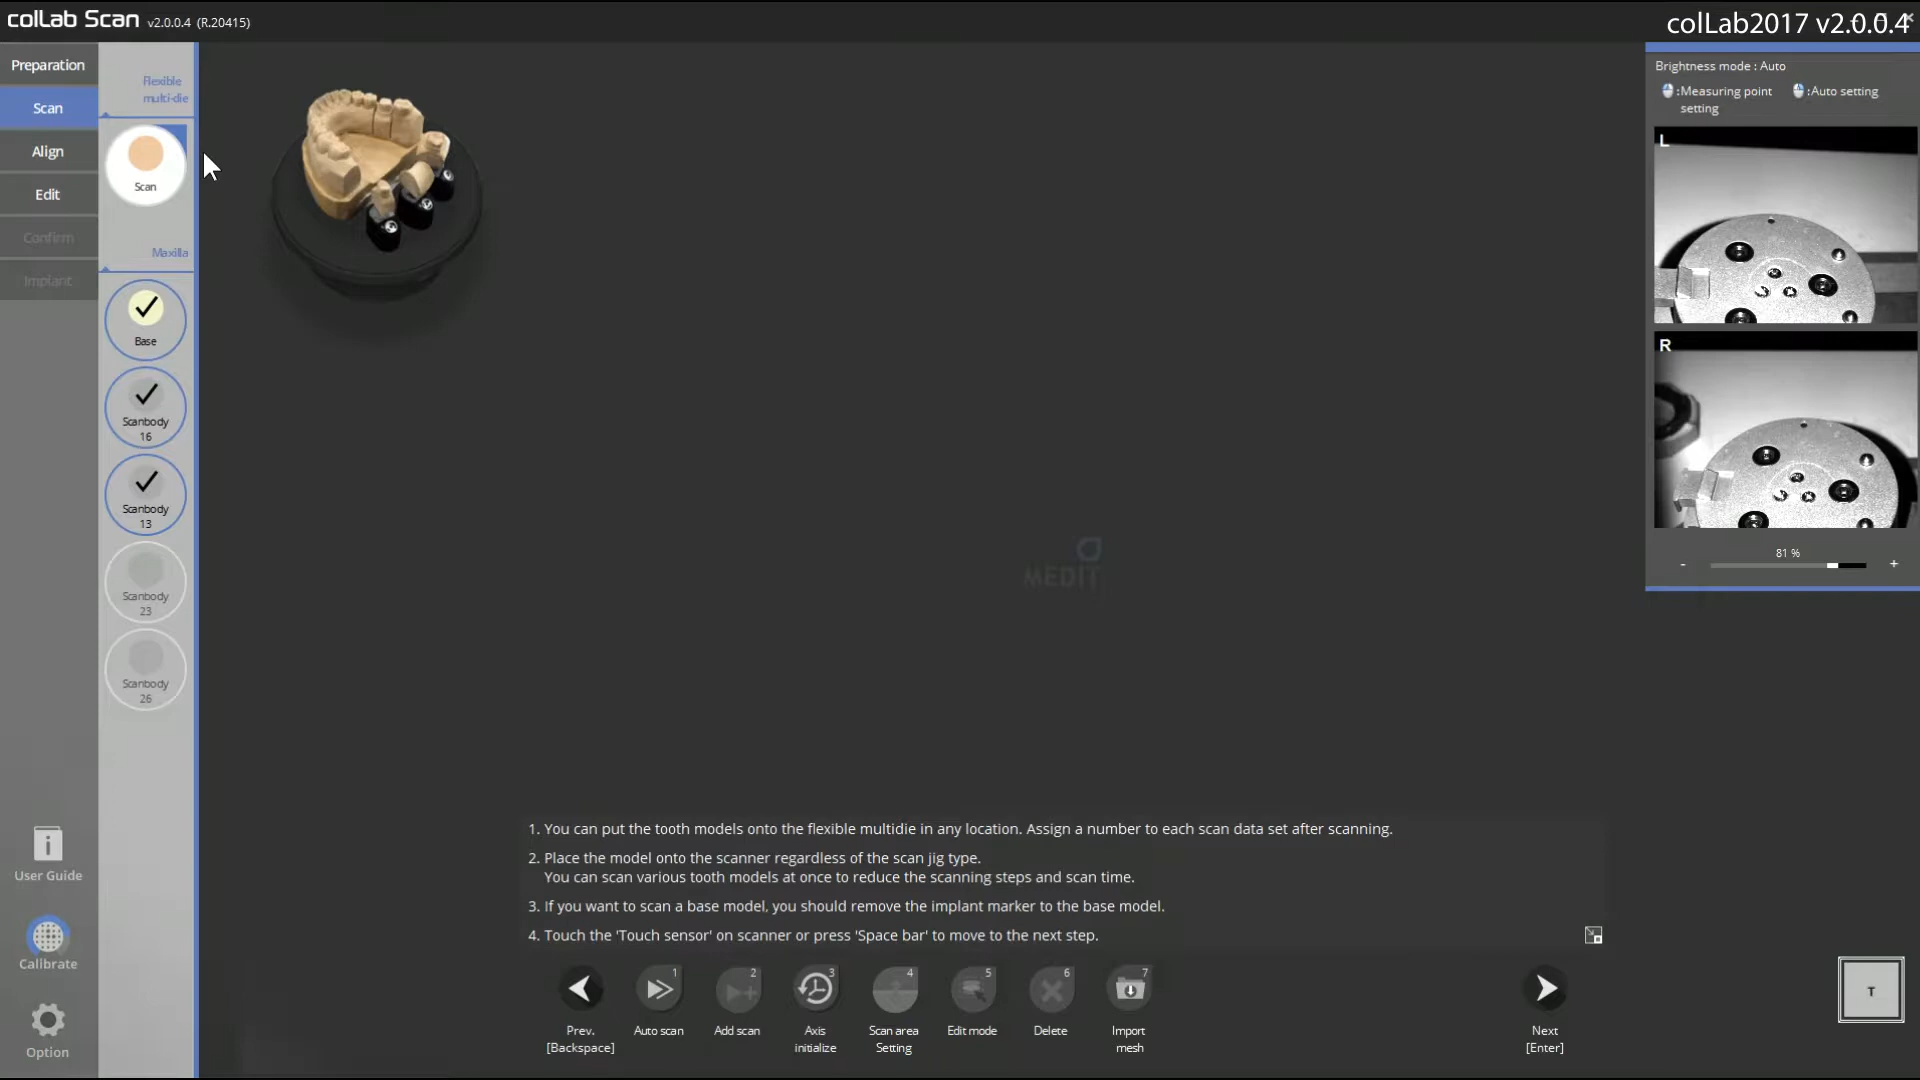 colLab Scan v2.0.0.4 (R.20415)
colLab2017 v2.0.0.4
Preparation
Scan
Align
Edit
Confirm
Implant
User Guide
Calibrate
Option
Flexible
multi-die
Scan
Maxilla
Base
Scanbody
16
Scanbody
13
Scanbody
23
Scanbody
26
MEDIT
Brightness mode : Auto
:Measuring point
setting
:Auto setting
L
R
81 %
- +
1. You can put the tooth models onto the flexible multidie in any location. Assign a number to each scan data set after scanning.
2. Place the model onto the scanner regardless of the scan jig type.
You can scan various tooth models at once to reduce the scanning steps and scan time.
3. If you want to scan a base model, you should remove the implant marker to the base model.
4. Touch the 'Touch sensor' on scanner or press 'Space bar' to move to the next step.
Prev.
[Backspace]
1
Auto scan
2
Add scan
3
Axis
initialize
4
Scan area
Setting
5
Edit mode
6
Delete
7
Import
mesh
Next
[Enter]
T